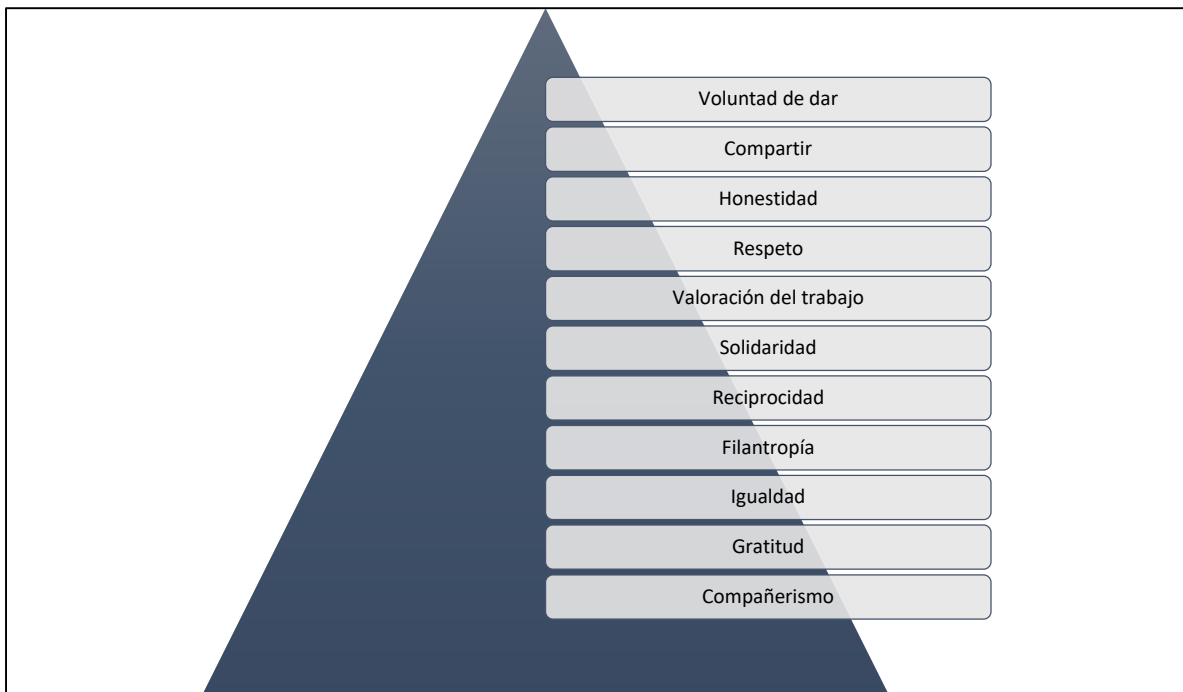 Voluntad de dar
Compartir
Honestidad
Respeto
Valoración del trabajo
Solidaridad
Reciprocidad
Filantropía
Igualdad
Gratitud
Compañerismo